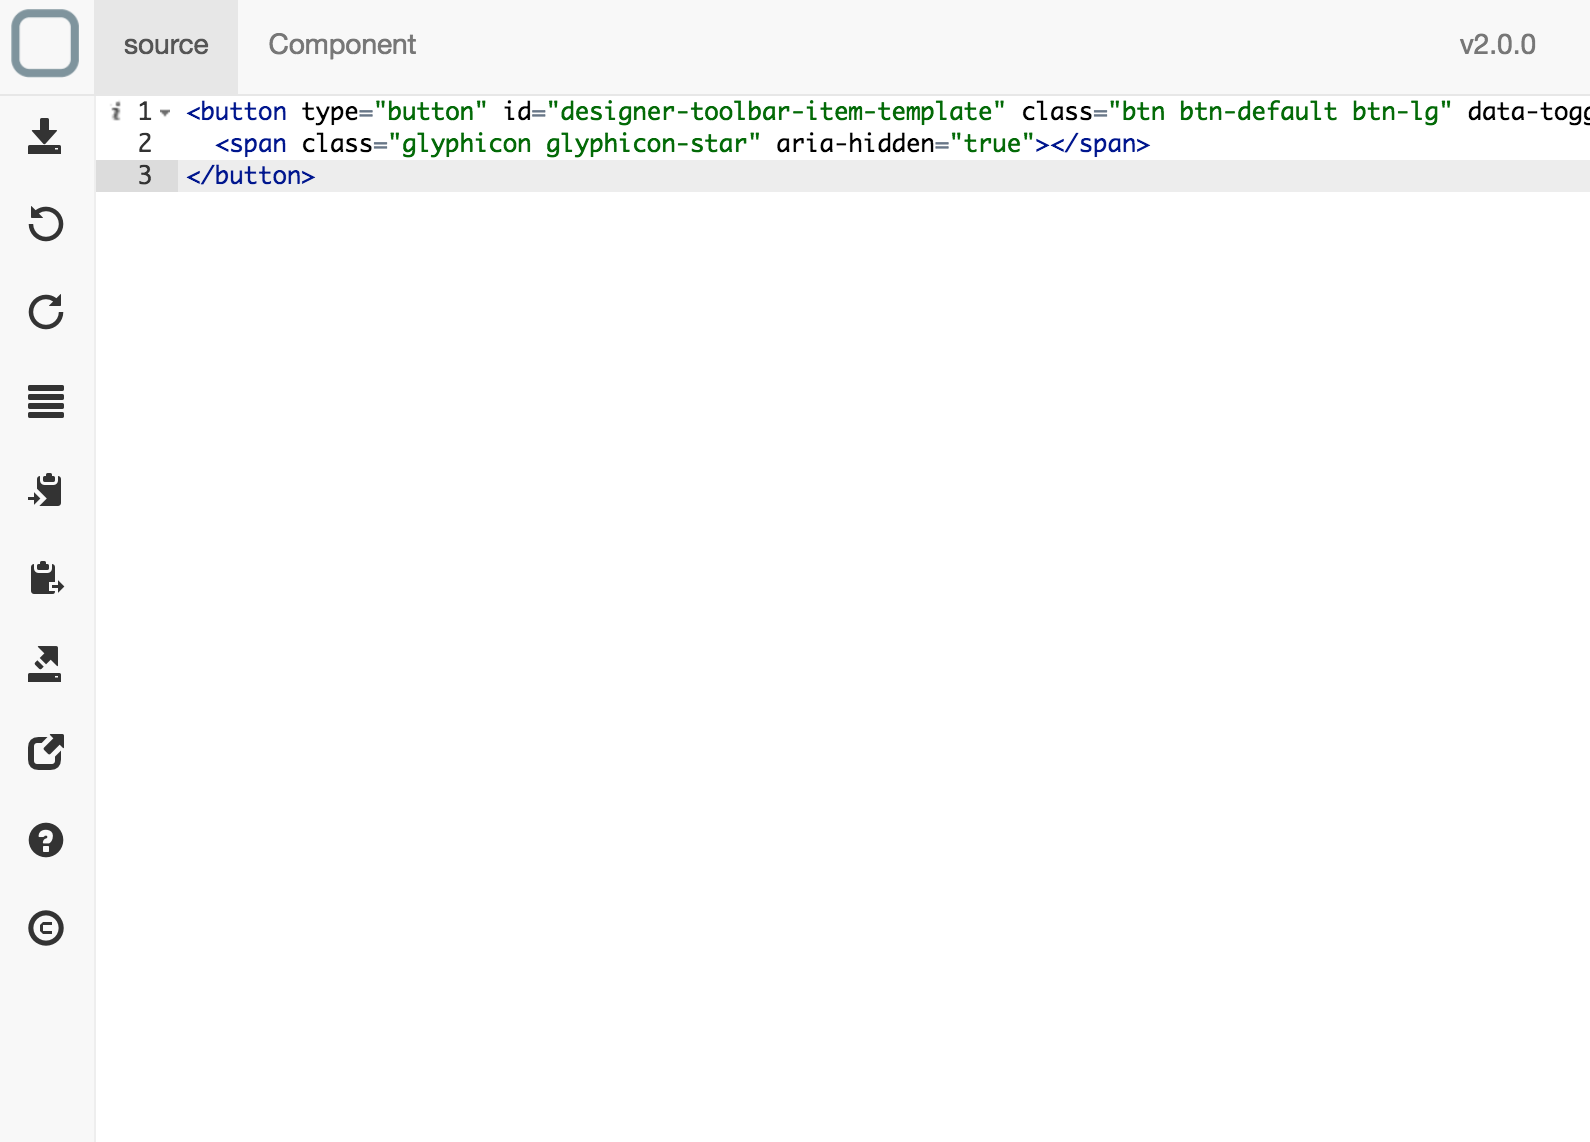 source Component v2.0.0
i 1 <button type="button" id="designer-toolbar-item-template" class="btn btn-default btn-lg" data-togg
2 <span class="glyphicon glyphicon-star" aria-hidden="true"></span>
3 </button>